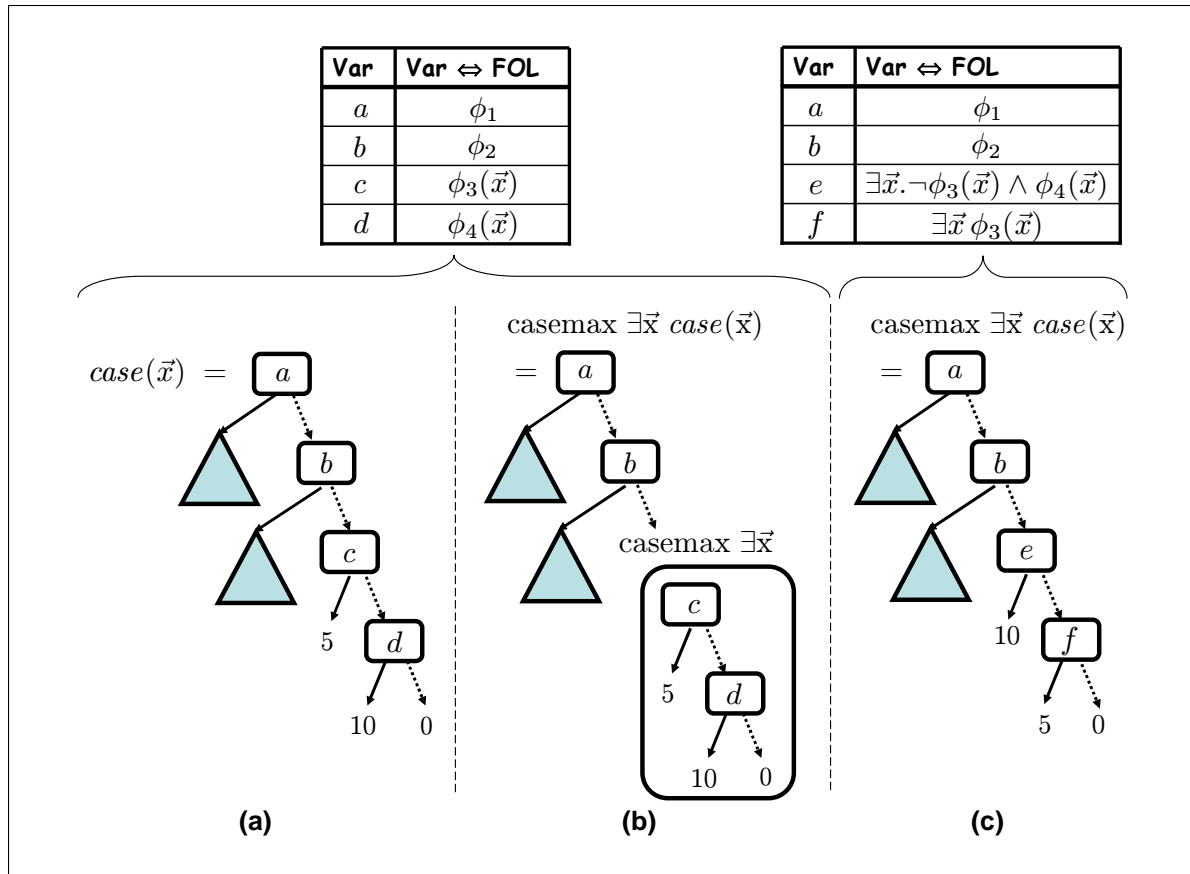 Var Var ⇔ FOL
a ϕ₁
b ϕ₂
c ϕ₃(x⃗)
d ϕ₄(x⃗)
Var Var ⇔ FOL
a ϕ₁
b ϕ₂
e ∃x⃗.¬ϕ₃(x⃗) ∧ ϕ₄(x⃗)
f ∃x⃗ ϕ₃(x⃗)
case(x⃗) = a
b
c
5 d
10 0
(a)
casemax ∃x⃗ case(x⃗)
= a
b
casemax ∃x⃗
c
5 d
10 0
(b)
casemax ∃x⃗ case(x⃗)
= a
b
e
10 f
5 0
(c)